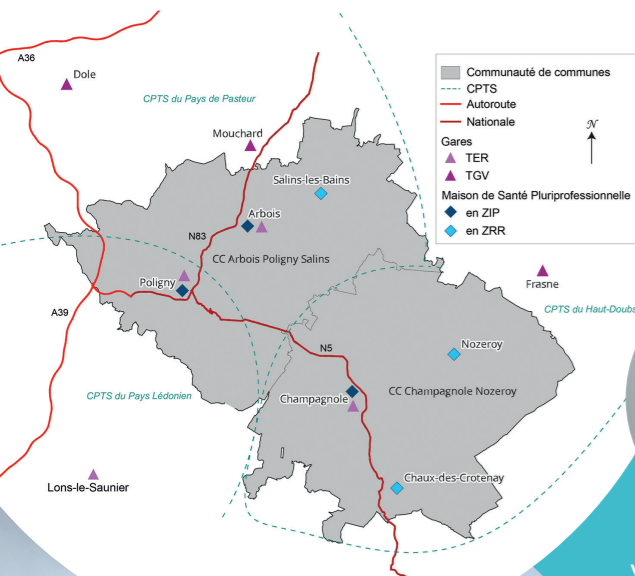 A36
Dole
CPTS du Pays de Pasteur
Mouchard
Salins-les-Bains
Arbois
N83
CC Arbois Poligny Salins
Poligny
A39
N5
CPTS du Pays Lédonien
Champagnole
CC Champagnole Nozeroy
Nozeroy
Frasne
CPTS du Haut-Doubs
Chaux-des-Crotenay
Lons-le-Saunier
Communauté de communes
CPTS
Autoroute
Nationale
Gares
TER
TGV
Maison de Santé Pluriprofessionnelle
en ZIP
en ZRR
N